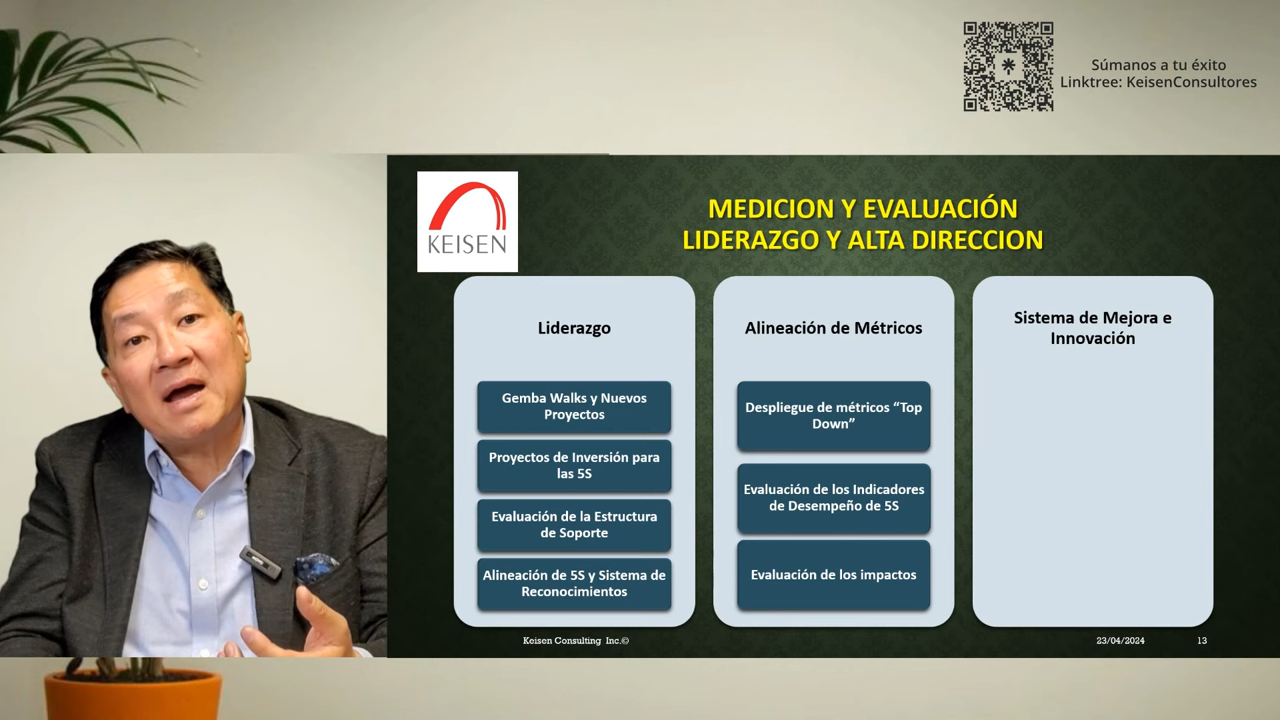 Súmanos a tu éxito
Linktree: KeisenConsultores
KEISEN
MEDICION Y EVALUACIÓN
LIDERAZGO Y ALTA DIRECCION
Liderazgo
Gemba Walks y Nuevos
Proyectos
Proyectos de Inversión para
las 5S
Evaluación de la Estructura
de Soporte
Alineación de 5S y Sistema de
Reconocimientos
Alineación de Métricos
Despliegue de métricos “Top
Down”
Evaluación de los Indicadores
de Desempeño de 5S
Evaluación de los impactos
Sistema de Mejora e
Innovación
Keisen Consulting Inc.©
23/04/2024
13